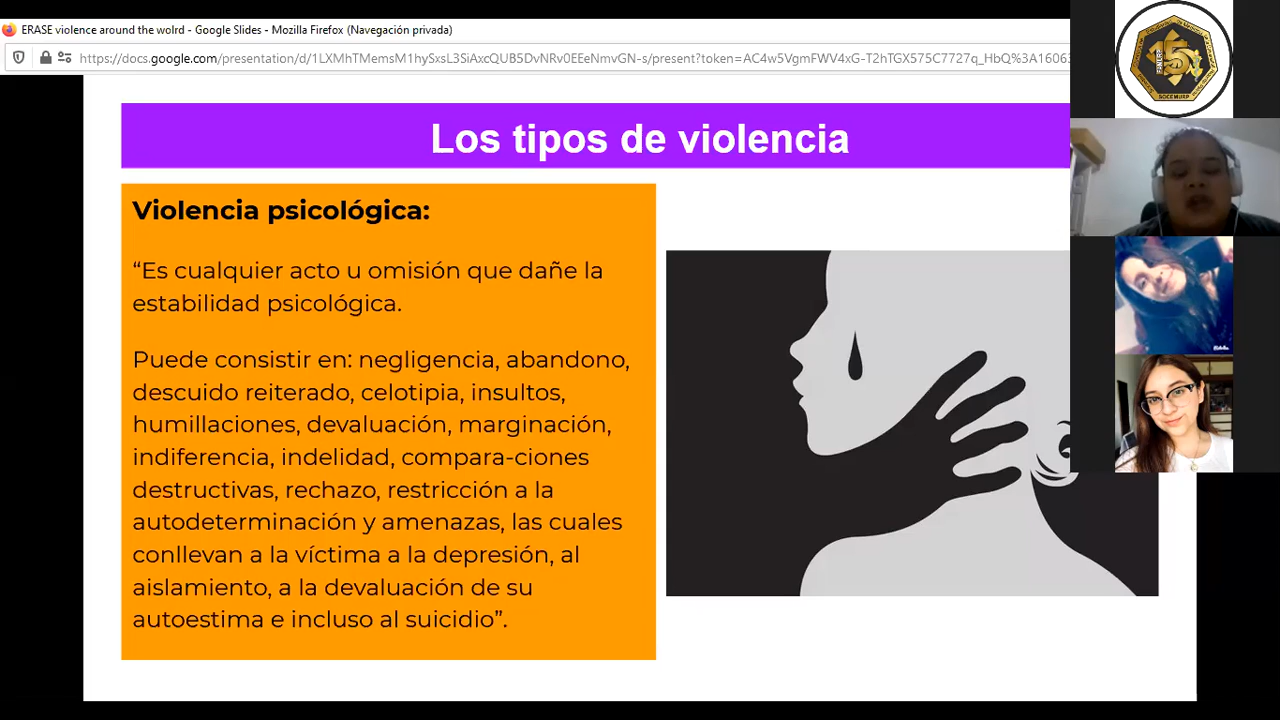 ERASE violence around the wolrd - Google Slides - Mozilla Firefox (Navegación privada)
https://docs.google.com/presentation/d/1LXMhTMemsM1hySxsL3SiAxcQUB5DvNRv0EEeNmvGN-s/present?token=AC4w5VgmFWV4xG-T2hTGX575C7727q_HbQ%3A16063
Los tipos de violencia
Violencia psicológica:
“Es cualquier acto u omisión que dañe la
estabilidad psicológica.
Puede consistir en: negligencia, abandono,
descuido reiterado, celotipia, insultos,
humillaciones, devaluación, marginación,
indiferencia, indelidad, compara-ciones
destructivas, rechazo, restricción a la
autodeterminación y amenazas, las cuales
conllevan a la víctima a la depresión, al
aislamiento, a la devaluación de su
autoestima e incluso al suicidio”.
15
SOCEMURP